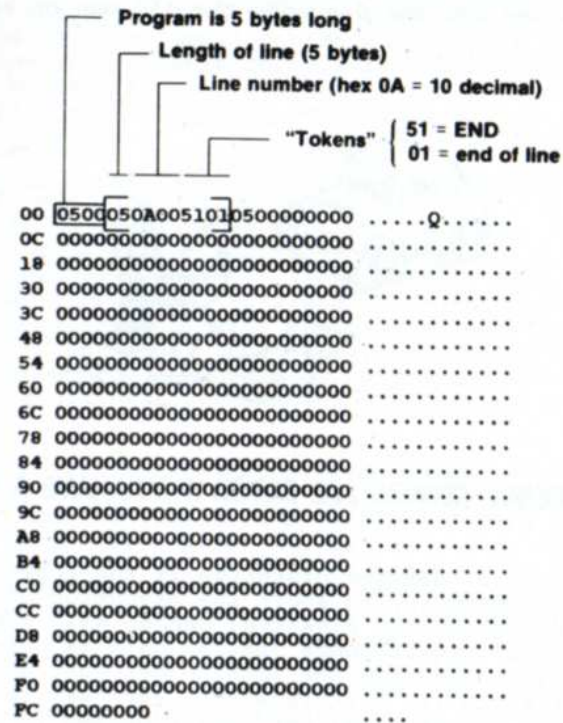 Program is 5 bytes long
Length of line (5 bytes)
Line number (hex 0A = 10 decimal)
"Tokens" { 51 = END
01 = end of line
00 0500050A0051010500000000 .....Q......
0C 000000000000000000000000 ............
18 000000000000000000000000 ............
30 000000000000000000000000 ............
3C 000000000000000000000000 ............
48 000000000000000000000000 ............
54 000000000000000000000000 ............
60 000000000000000000000000 ............
6C 000000000000000000000000 ............
78 000000000000000000000000 ............
84 000000000000000000000000 ............
90 000000000000000000000000 ............
9C 000000000000000000000000 ............
A8 000000000000000000000000 ............
B4 000000000000000000000000 ............
C0 000000000000000000000000 ............
CC 000000000000000000000000 ............
D8 000000000000000000000000 ............
E4 000000000000000000000000 ............
F0 000000000000000000000000 ............
FC 00000000 ....